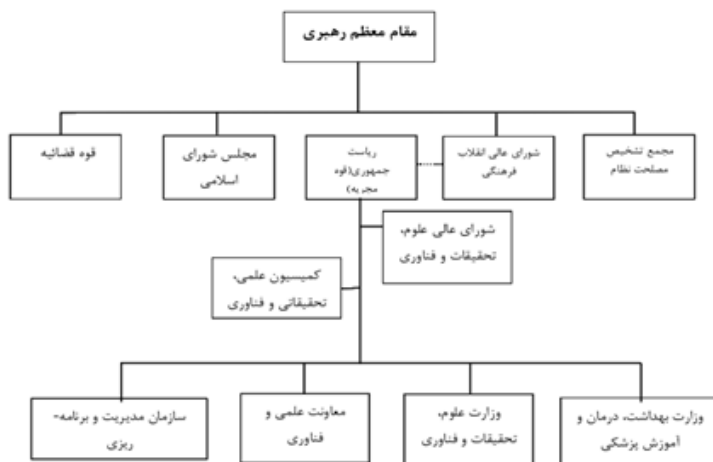 مقام معظم رهبری
مجمع تشخیص
مصلحت نظام
شورای عالی انقلاب
فرهنگی
ریاست
جمهوری(قوه
مجریه)
مجلس شورای
اسلامی
قوه قضائیه
شورای عالی علوم،
تحقیقات و فناوری
کمیسیون علمی،
تحقیقاتی و فناوری
وزارت بهداشت، درمان و
آموزش پزشکی
وزارت علوم،
تحقیقات و فناوری
معاونت علمی و
فناوری
سازمان مدیریت و برنامه-
ریزی